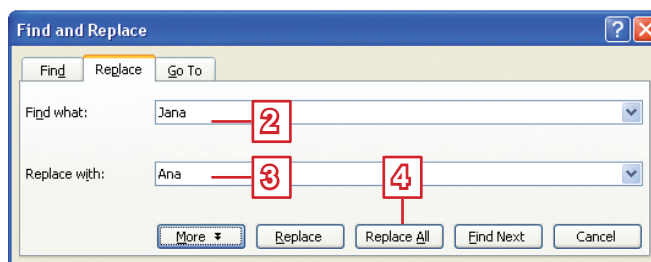 Find and Replace
Find Replace Go To
Find what: Jana 2
Replace with: Ana 3
4
More Replace Replace All Find Next Cancel